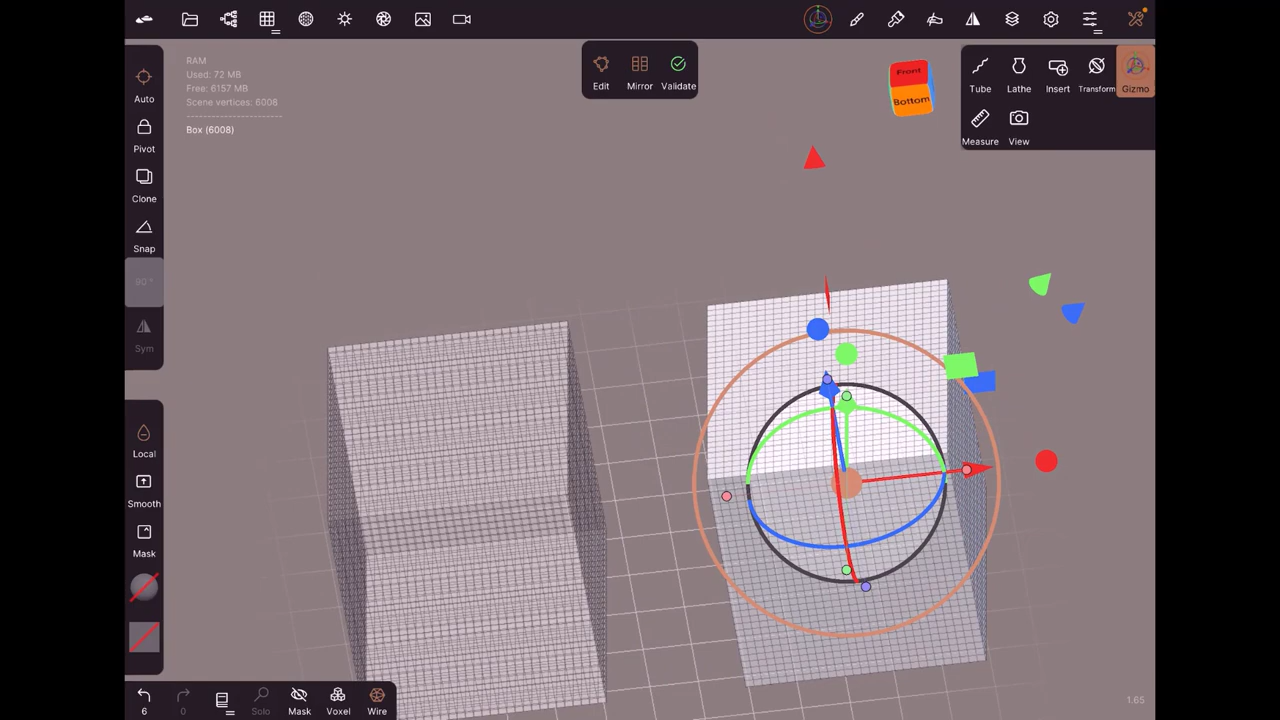 RAM
Used: 72 MB
Free: 6157 MB
Scene vertices: 6008
Box (6008)
Edit
Mirror
Validate
Front
Bottom
Tube
Lathe
Insert
Transform
Gizmo
Measure
View
Auto
Pivot
Clone
Snap
90°
Sym
Local
Smooth
Mask
6
0
Solo
Mask
Voxel
Wire
1.65